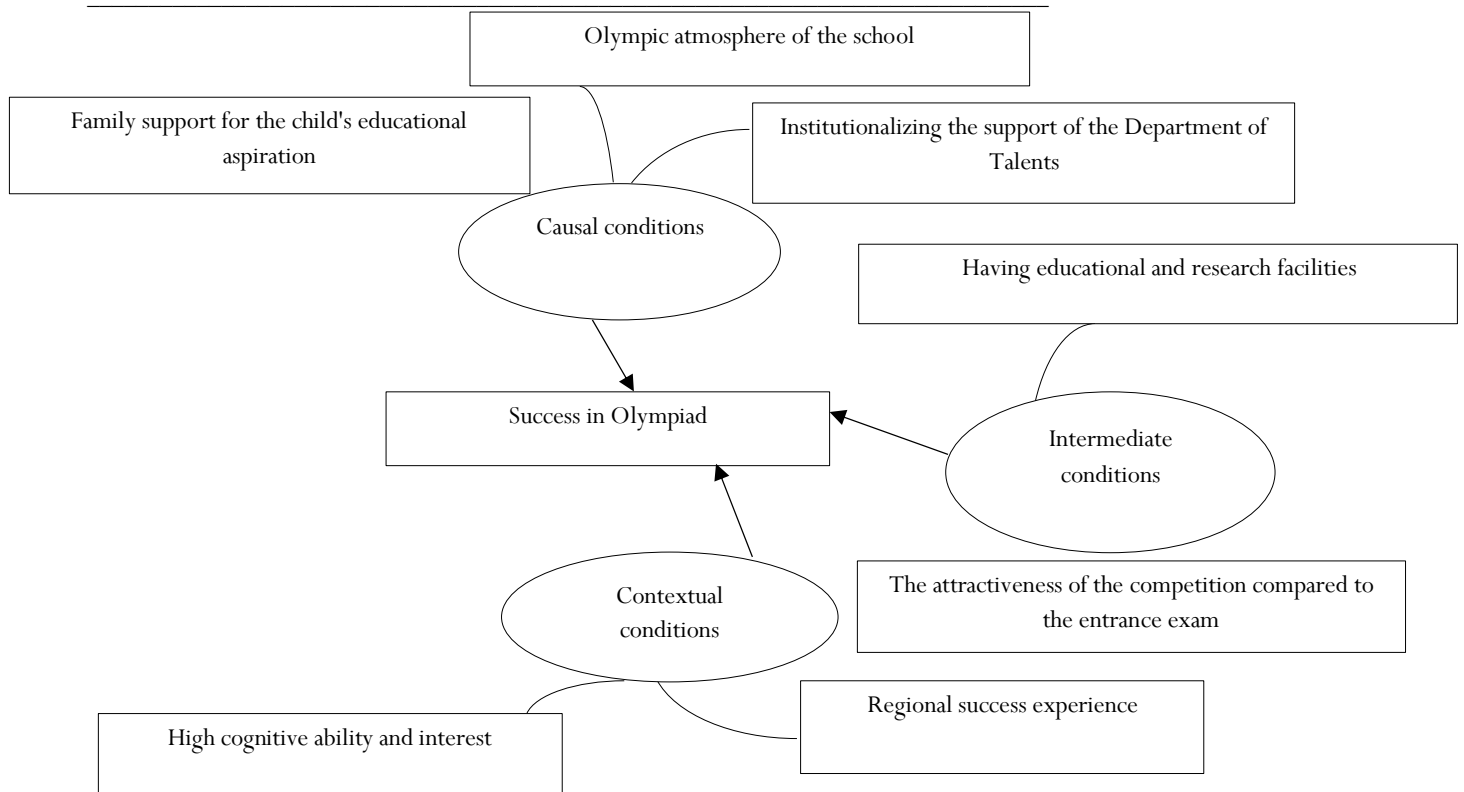 Olympic atmosphere of the school
Family support for the child's educational
aspiration
Institutionalizing the support of the Department of
Talents
Causal conditions
Having educational and research facilities
Success in Olympiad
Intermediate
conditions
The attractiveness of the competition compared to
the entrance exam
Contextual
conditions
Regional success experience
High cognitive ability and interest